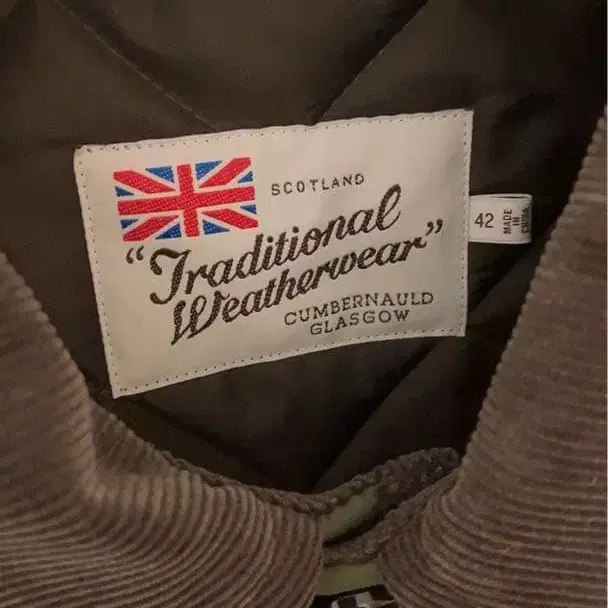 SCOTLAND
"Traditional
Weatherwear"
CUMBERNAULD
GLASGOW
42
MADE
IN
CHINA